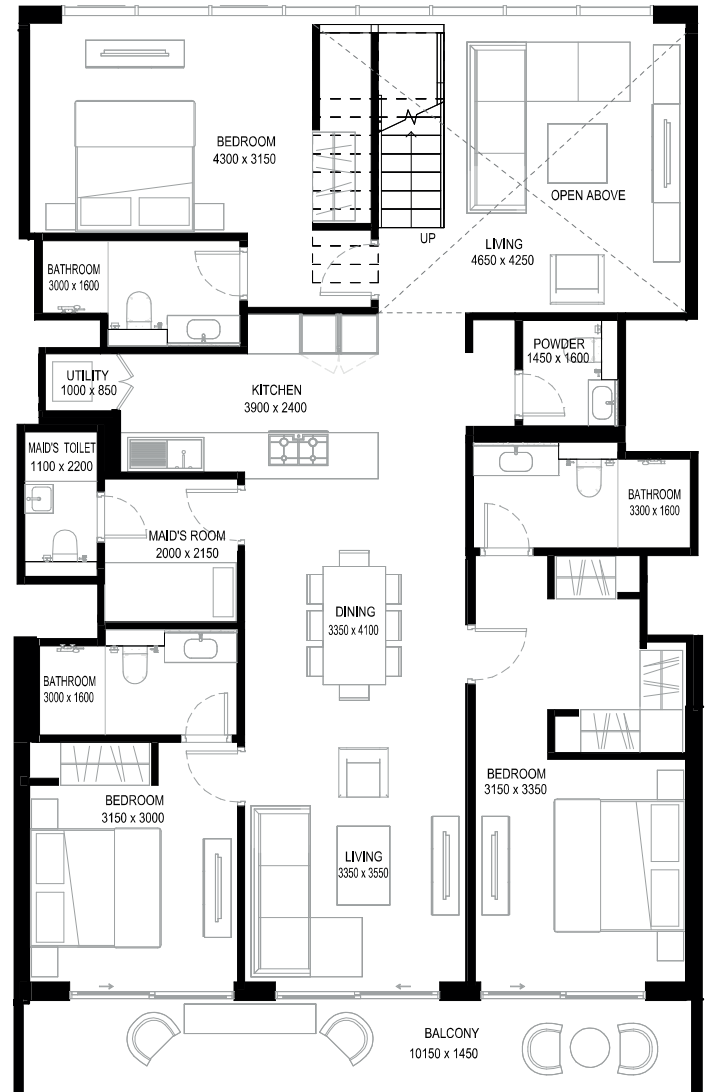 BEDROOM
4300 x 3150
OPEN ABOVE
UP
LIVING
4650 x 4250
BATHROOM
3000 x 1600
POWDER
1450 x 1600
UTILITY
1000 x 850
KITCHEN
3900 x 2400
MAID'S TOILET
1100 x 2200
BATHROOM
3300 x 1600
MAID'S ROOM
2000 x 2150
DINING
3350 x 4100
BATHROOM
3000 x 1600
BEDROOM
3150 x 3000
BEDROOM
3150 x 3350
LIVING
3350 x 3550
BALCONY
10150 x 1450